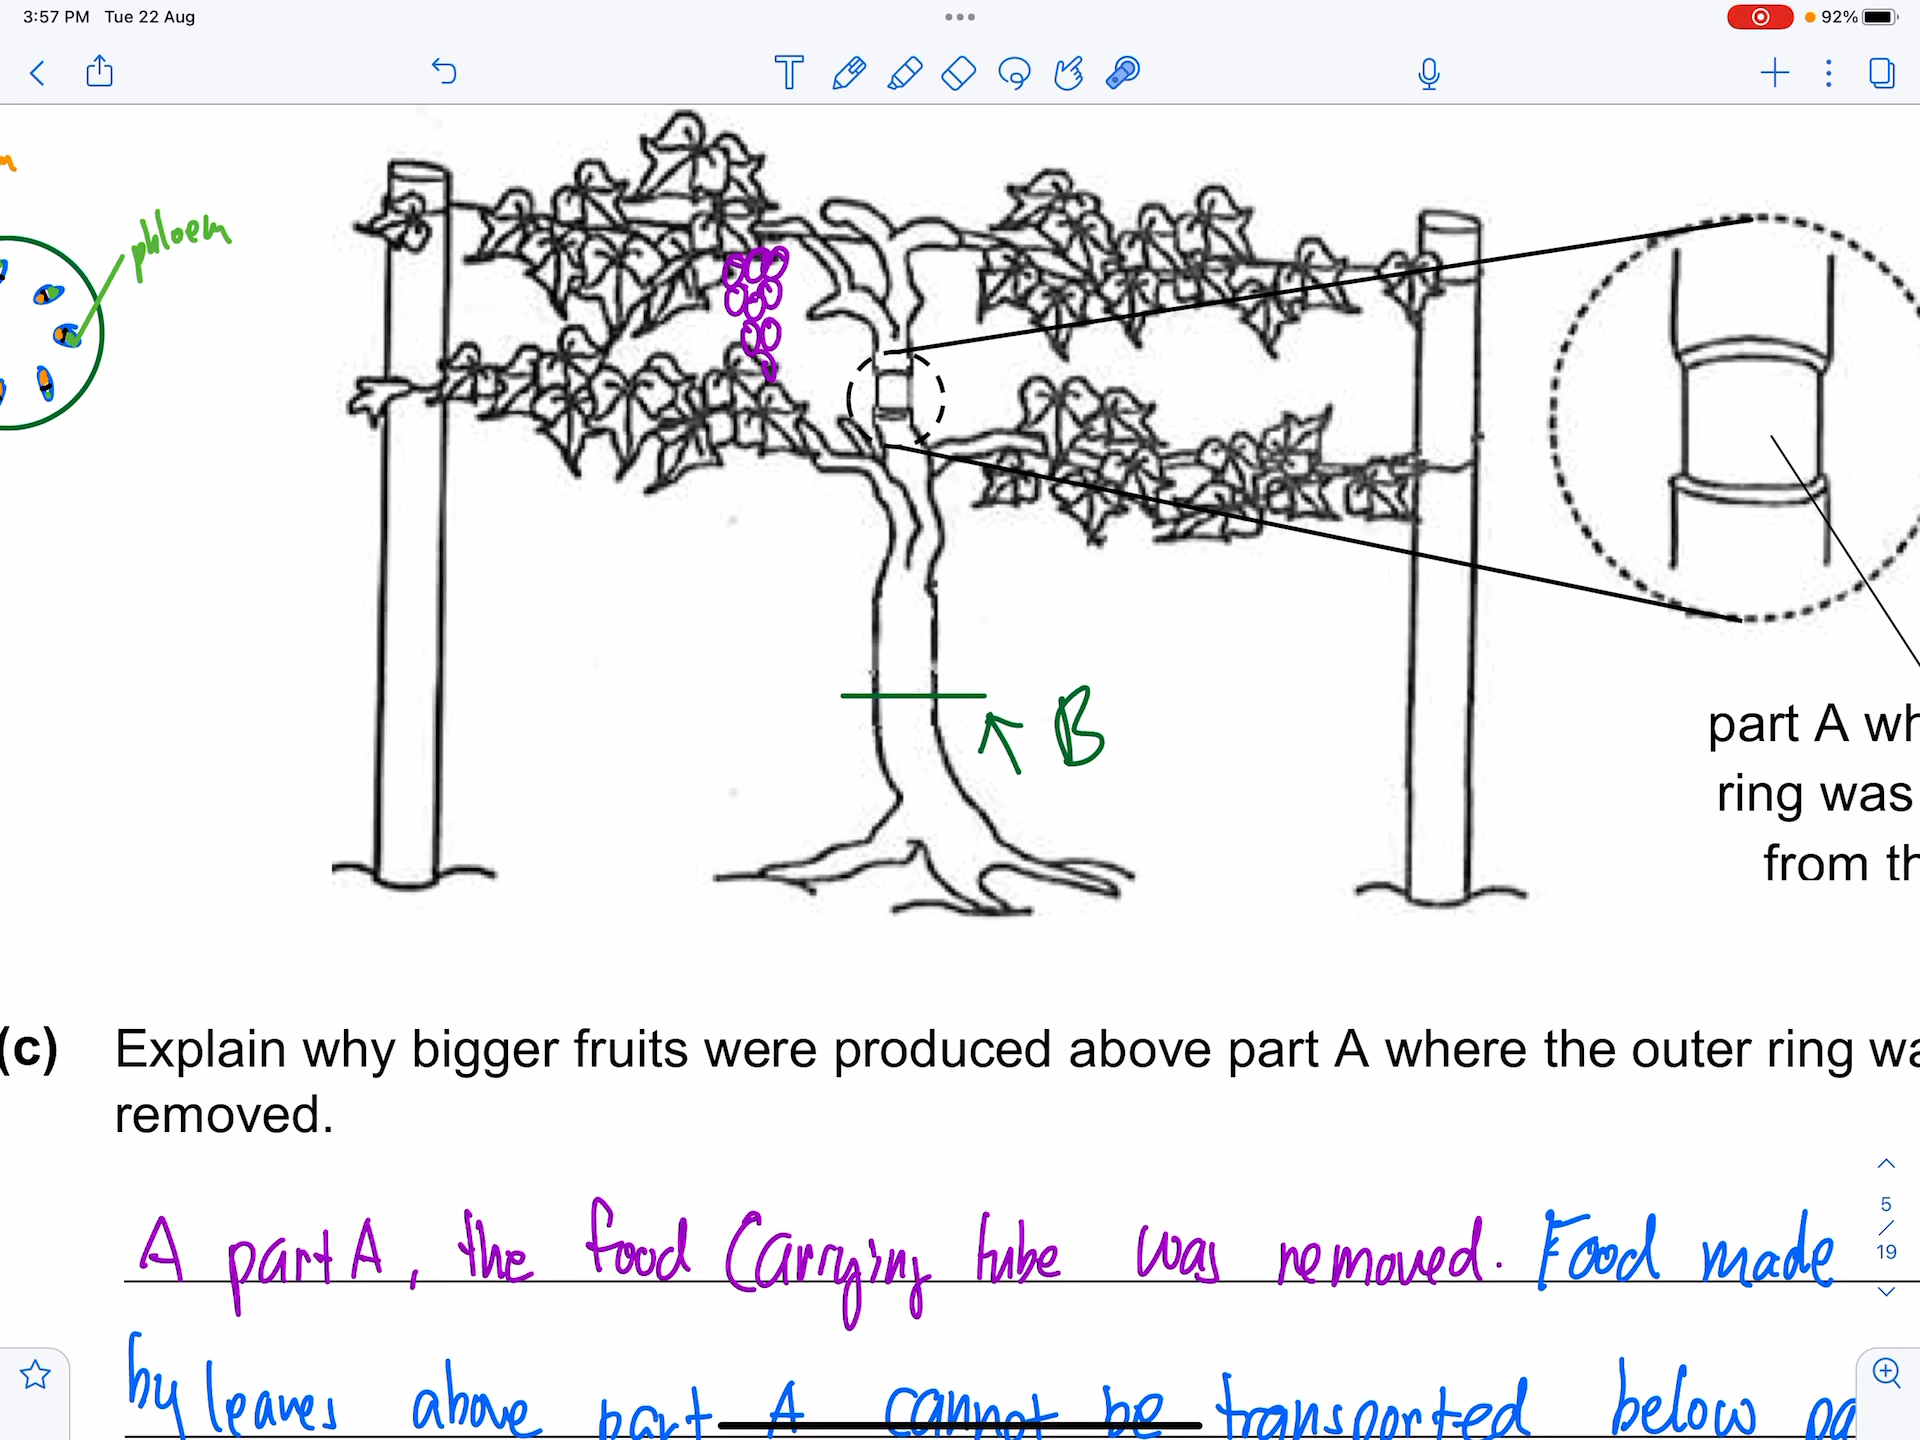 3:57 PM Tue 22 Aug
92%
phloem
B
part A wh
ring was
from th
(c) Explain why bigger fruits were produced above part A where the outer ring wa
removed.
5
/
19
A part A, the food carrying tube was removed. Food made
by leaves above part A cannot be transported below pa